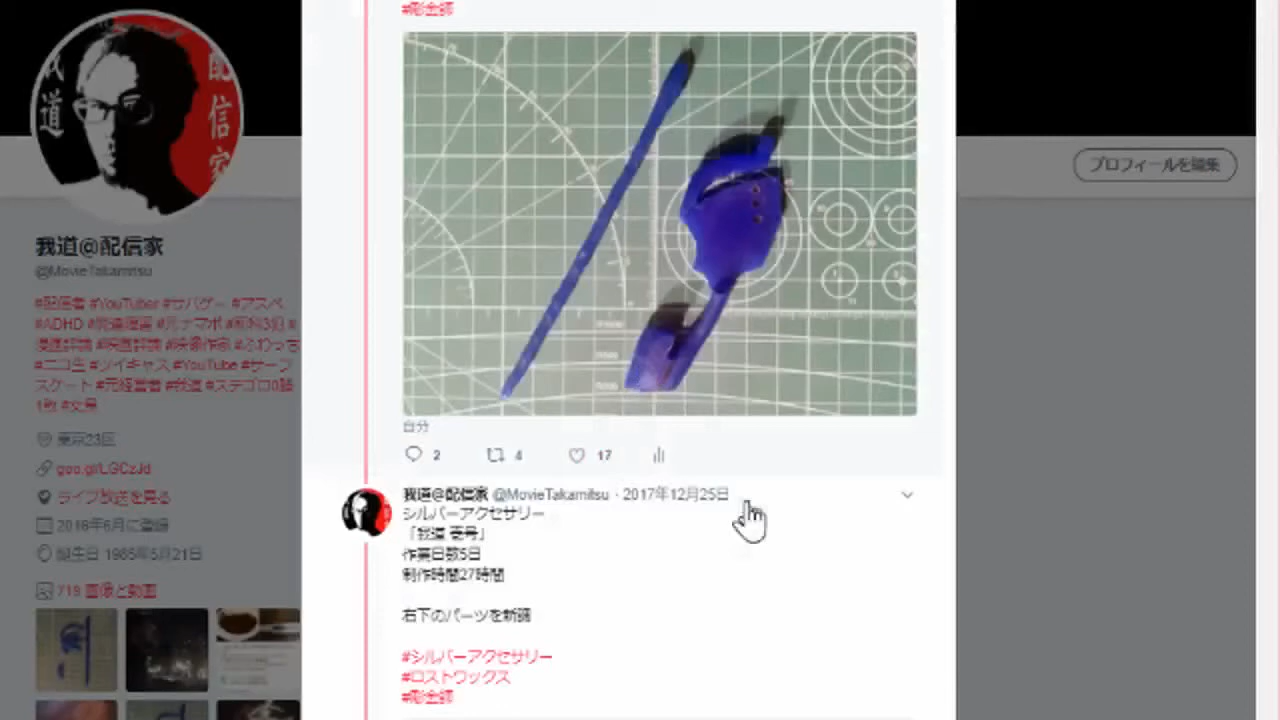 我道
配信家
プロフィールを編集
我道@配信家
@MovieTakamitsu
#配信者 #YouTuber #サバゲー #アスペ
#ADHD #発達障害 #元ナマポ #前科3犯 #
漫画評論 #映画評論 #映像作家 #ふわっち
#ニコ生 #ツイキャス #YouTube #サーフ
スケート #元経営者 #我道 #ステゴロ0勝
東京23区
goo.gl/LGCzJd
ライブ放送を見る
2016年6月に登録
誕生日 1985年5月21日
719 画像と動画
#彫金師
自分
2
4
17
我道@配信家 @MovieTakamitsu · 2017年12月25日
シルバーアクセサリー
「我道 壱号」
作業日数5日
制作時間27時間
右下のパーツを新調
#シルバーアクセサリー
#ロストワックス
#彫金師